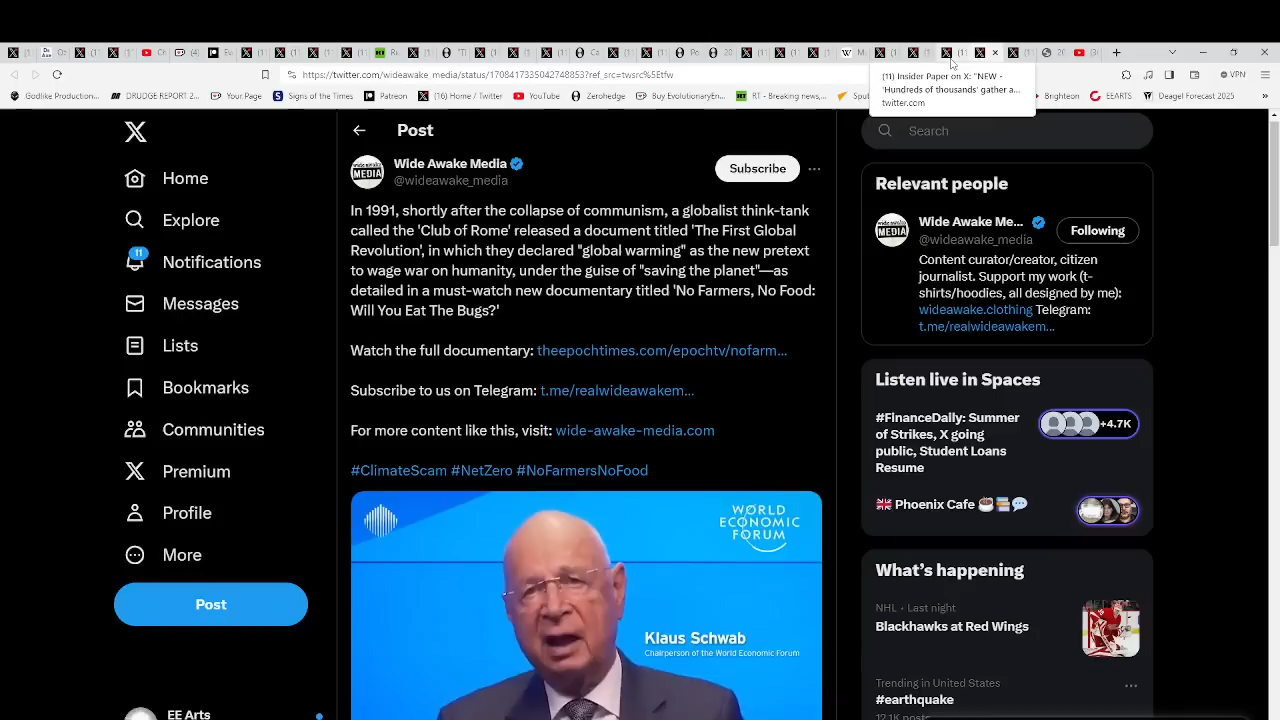 https://twitter.com/wideawake_media/status/1708417335042748853?ref_src=twsrc%5Etfw
VPN
(11) Insider Paper on X: "NEW -
'Hundreds of thousands' gather a...
twitter.com
Godlike Production...
DRUDGE REPORT 2...
Your Page
Signs of the Times
Patreon
(16) Home / Twitter
YouTube
Zerohedge
Buy EvolutionaryEn...
RT - Breaking news,...
Brighteon
EEARTS
Deagel Forecast 2025
Post
Search
Wide Awake Media
@wideawake_media
Subscribe
In 1991, shortly after the collapse of communism, a globalist think-tank
called the 'Club of Rome' released a document titled 'The First Global
Revolution', in which they declared "global warming" as the new pretext
to wage war on humanity, under the guise of "saving the planet"—as
detailed in a must-watch new documentary titled 'No Farmers, No Food:
Will You Eat The Bugs?'
Watch the full documentary: theepochtimes.com/epochtv/nofarm...
Subscribe to us on Telegram: t.me/realwideawakem...
For more content like this, visit: wide-awake-media.com
#ClimateScam #NetZero #NoFarmersNoFood
WORLD
ECONOMIC
FORUM
Klaus Schwab
Chairperson of the World Economic Forum
Home
Explore
11
Notifications
Messages
Lists
Bookmarks
Communities
Premium
Profile
More
Post
EE Arts
Relevant people
Wide Awake Me...
@wideawake_media
Following
Content curator/creator, citizen
journalist. Support my work (t-
shirts/hoodies, all designed by me):
wideawake.clothing Telegram:
t.me/realwideawakem...
Listen live in Spaces
#FInanceDaily: Summer
of Strikes, X going
public, Student Loans
Resume
+4.7K
Phoenix Cafe
What's happening
NHL · Last night
Blackhawks at Red Wings
Trending in United States
#earthquake